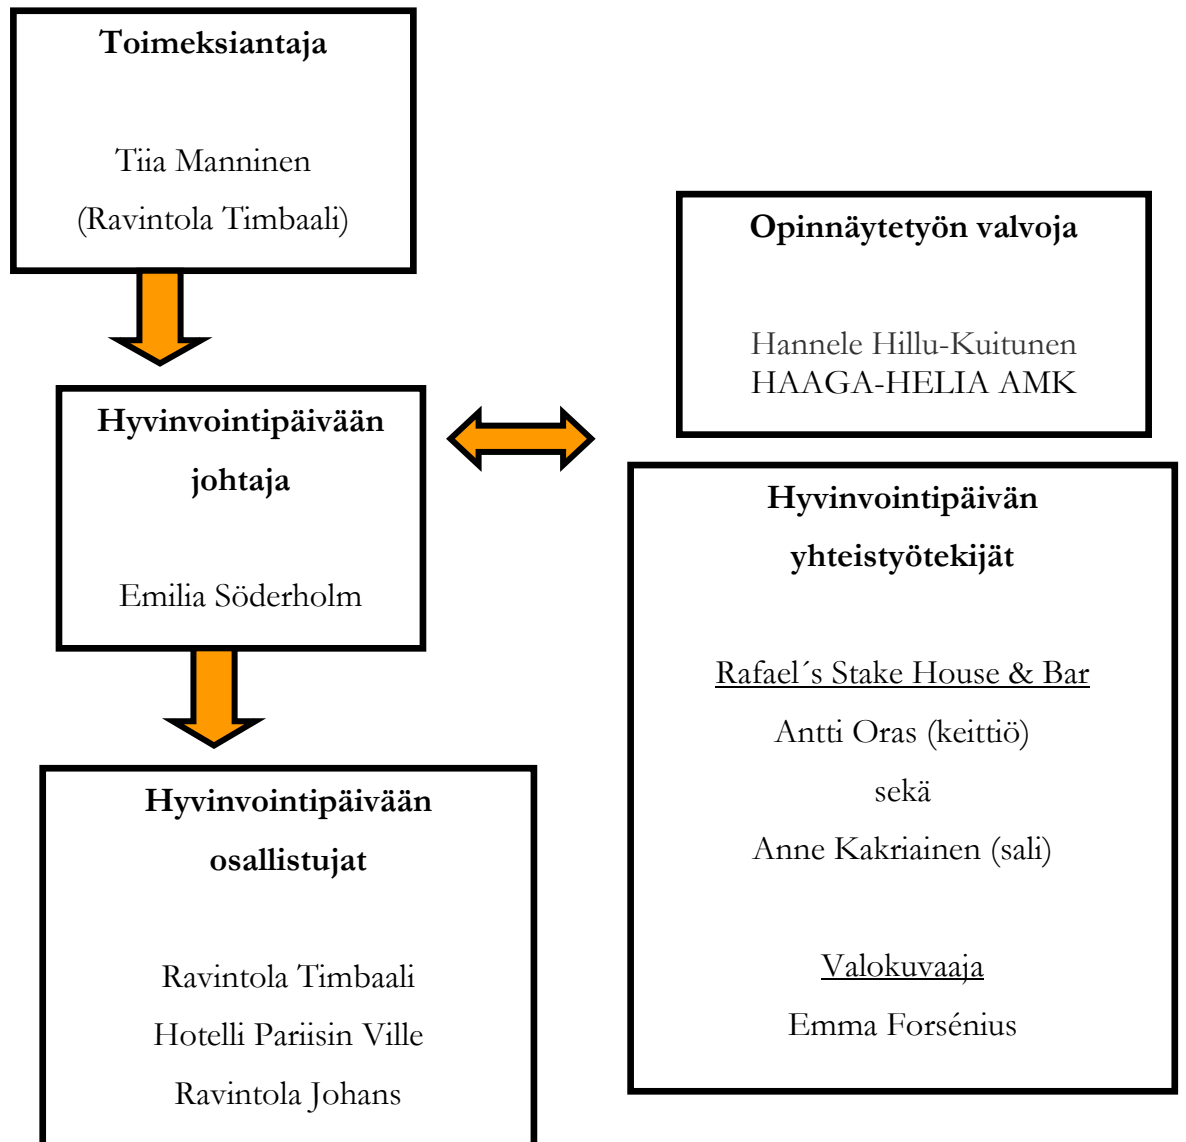 Toimeksiantaja
Tiia Manninen
(Ravintola Timbaali)
Opinnäytetyön valvoja
Hannele Hillu-Kuitunen
HAAGA-HELIA AMK
Hyvinvointipäivään
johtaja
Emilia Söderholm
Hyvinvointipäivän
yhteistyötekijät
Rafael´s Stake House & Bar
Antti Oras (keittiö)
sekä
Anne Kakriainen (sali)
Valokuvaaja
Emma Forsénius
Hyvinvointipäivään
osallistujat
Ravintola Timbaali
Hotelli Pariisin Ville
Ravintola Johans